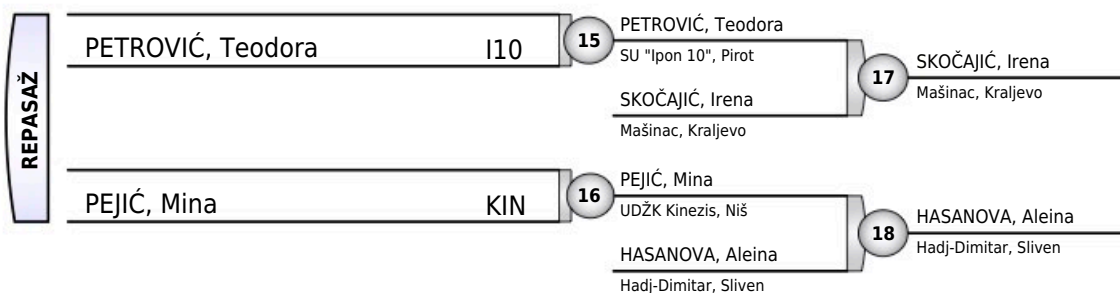 REPASAŽ
PETROVIĆ, Teodora I10
15
PETROVIĆ, Teodora
SU "Ipon 10", Pirot
SKOČAJIĆ, Irena
Mašinac, Kraljevo
17
SKOČAJIĆ, Irena
Mašinac, Kraljevo
PEJIĆ, Mina KIN
16
PEJIĆ, Mina
UDŽK Kinezis, Niš
HASANOVA, Aleina
Hadj-Dimitar, Sliven
18
HASANOVA, Aleina
Hadj-Dimitar, Sliven